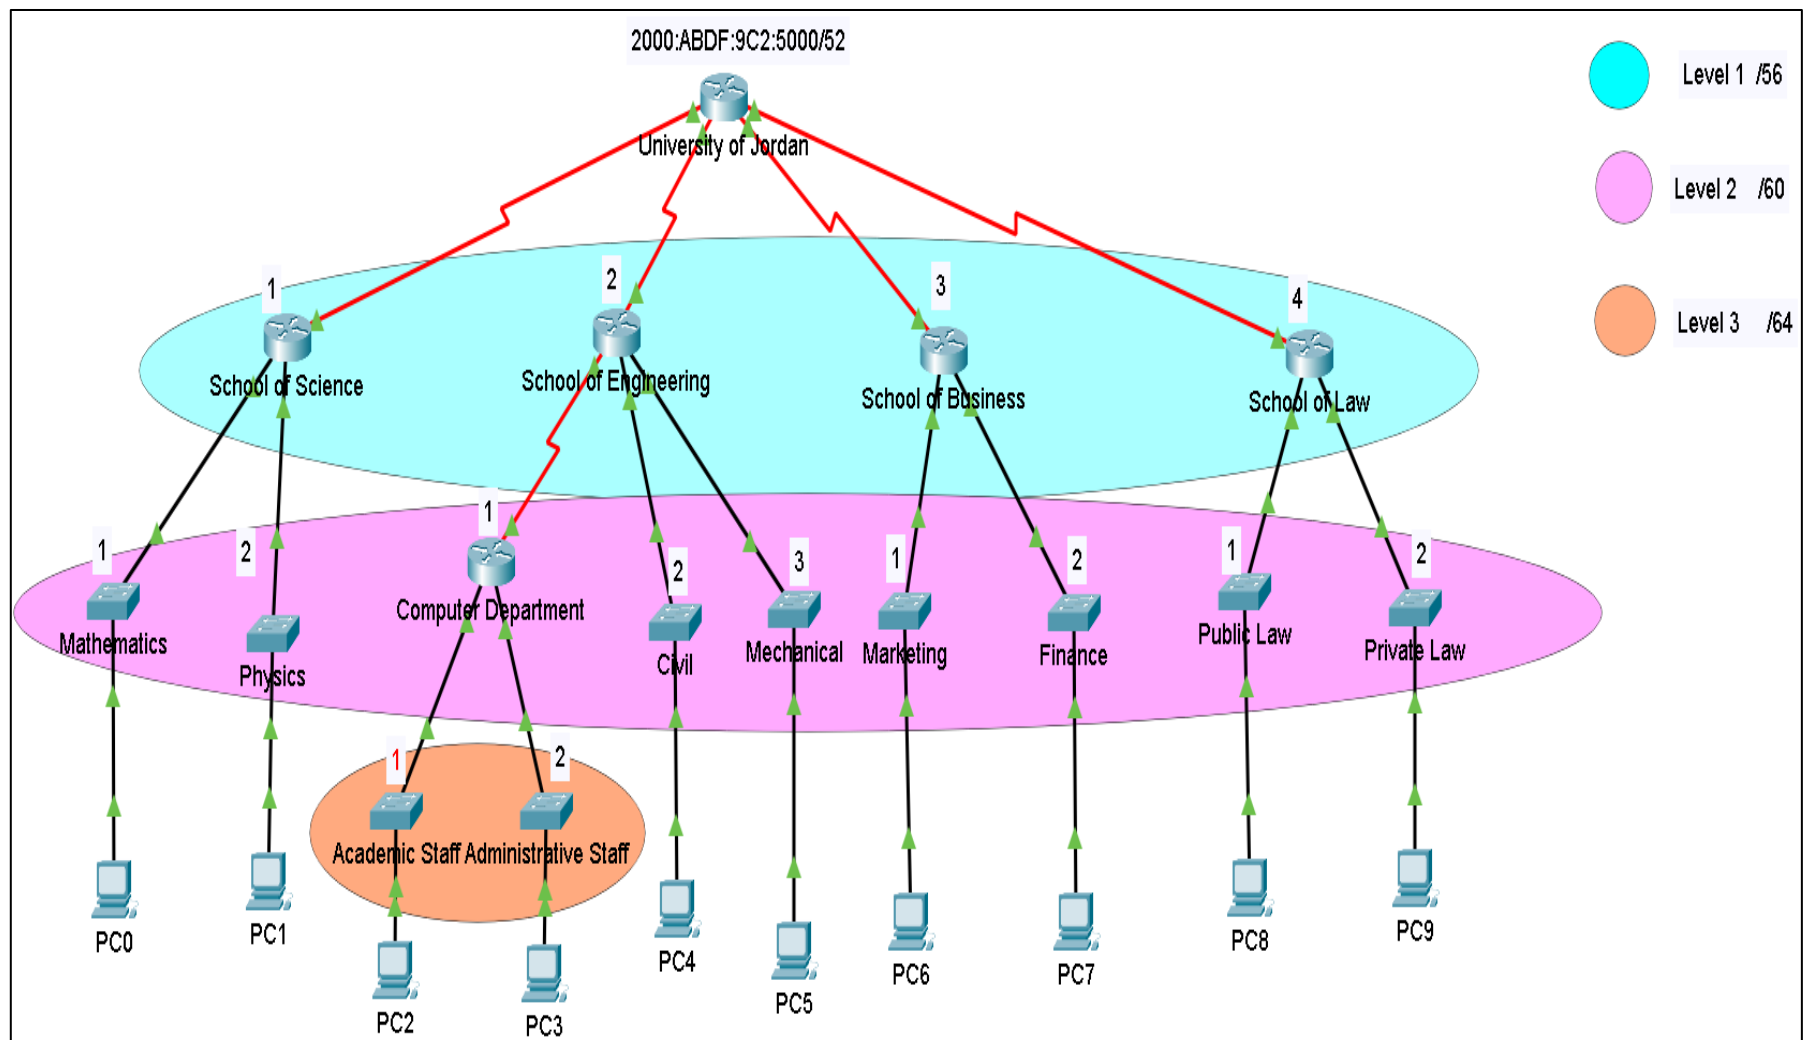 2000:ABDF:9C2:5000/52
University of Jordan
Level 1 /56
Level 2 /60
Level 3 /64
1
2
3
4
School of Science
School of Engineering
School of Business
School of Law
1
2
1
2
3
1
2
1
2
Mathematics
Physics
Computer Department
Civil
Mechanical
Marketing
Finance
Public Law
Private Law
1
2
Academic Staff
Administrative Staff
PC0
PC1
PC2
PC3
PC4
PC5
PC6
PC7
PC8
PC9